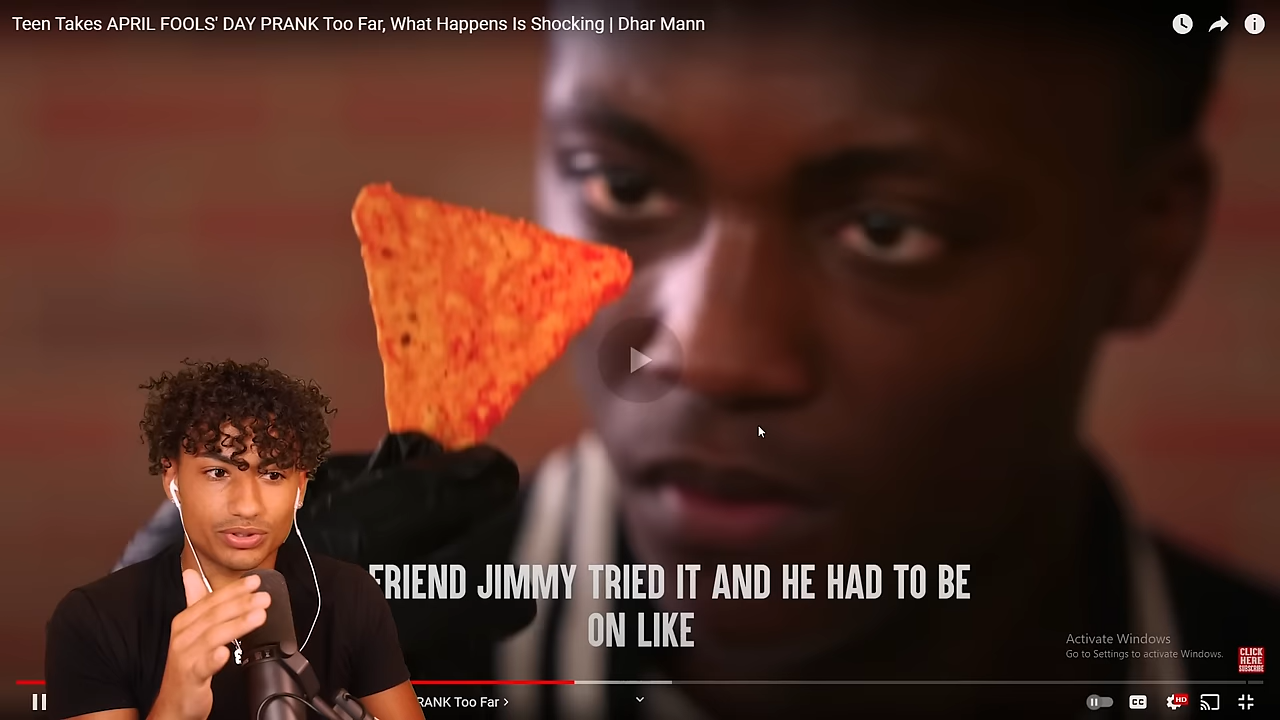 Teen Takes APRIL FOOLS' DAY PRANK Too Far, What Happens Is Shocking | Dhar Mann
FRIEND JIMMY TRIED IT AND HE HAD TO BE
ON LIKE
Activate Windows
Go to Settings to activate Windows.
CLICK
HERE
SUBSCRIBE
RANK Too Far
CC
HD